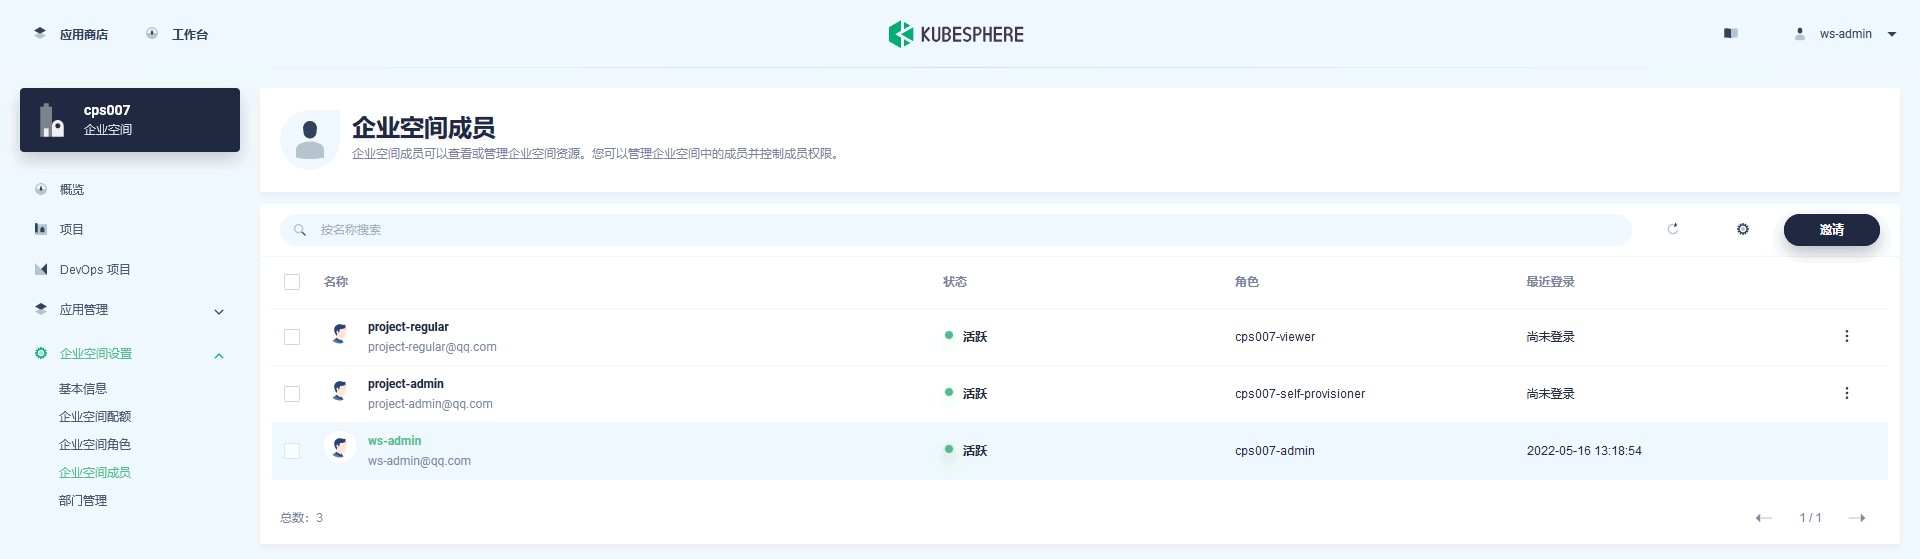 应用商店
工作台
KUBESPHERE
ws-admin
cps007
企业空间
概览
项目
DevOps 项目
应用管理
企业空间设置
基本信息
企业空间配额
企业空间角色
企业空间成员
部门管理
企业空间成员
企业空间成员可以查看或管理企业空间资源。您可以管理企业空间中的成员并控制成员权限。
按名称搜索
邀请
名称 状态 角色 最近登录
project-regular
project-regular@qq.com
活跃 cps007-viewer 尚未登录
project-admin
project-admin@qq.com
活跃 cps007-self-provisioner 尚未登录
ws-admin
ws-admin@qq.com
活跃 cps007-admin 2022-05-16 13:18:54
总数：3
1 / 1